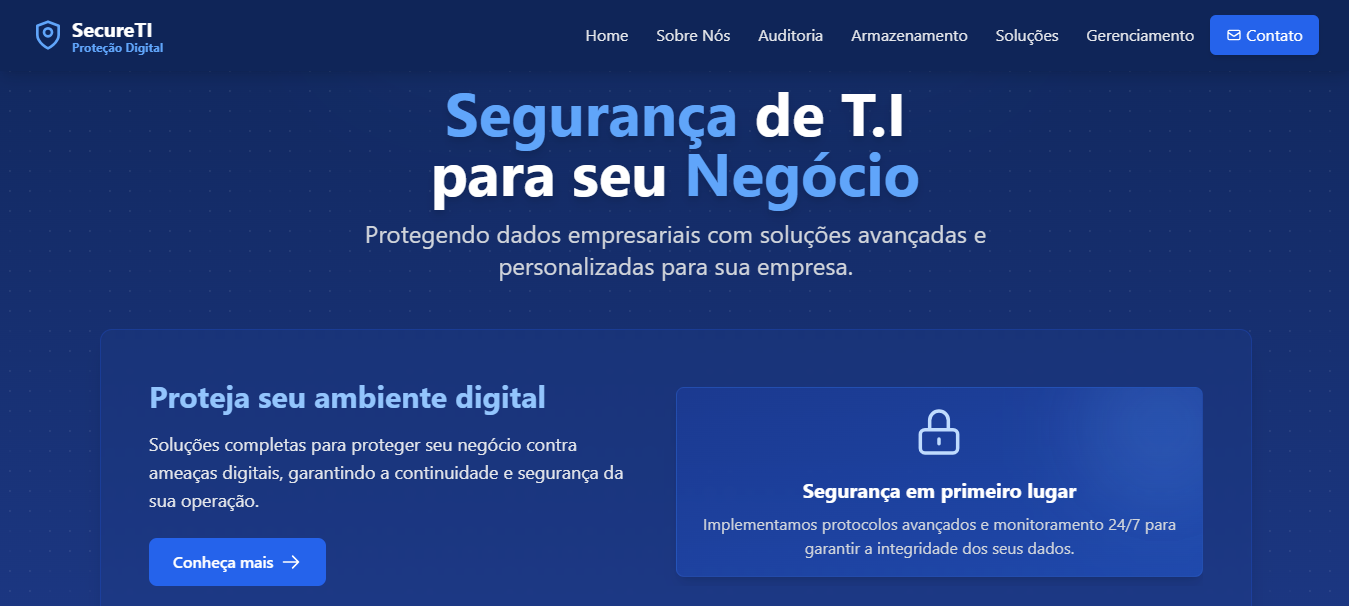 SecureTI
Proteção Digital
Home
Sobre Nós
Auditoria
Armazenamento
Soluções
Gerenciamento
Contato
Segurança de T.I
para seu Negócio
Protegendo dados empresariais com soluções avançadas e
personalizadas para sua empresa.
Proteja seu ambiente digital
Soluções completas para proteger seu negócio contra
ameaças digitais, garantindo a continuidade e segurança da
sua operação.
Conheça mais
Segurança em primeiro lugar
Implementamos protocolos avançados e monitoramento 24/7 para
garantir a integridade dos seus dados.